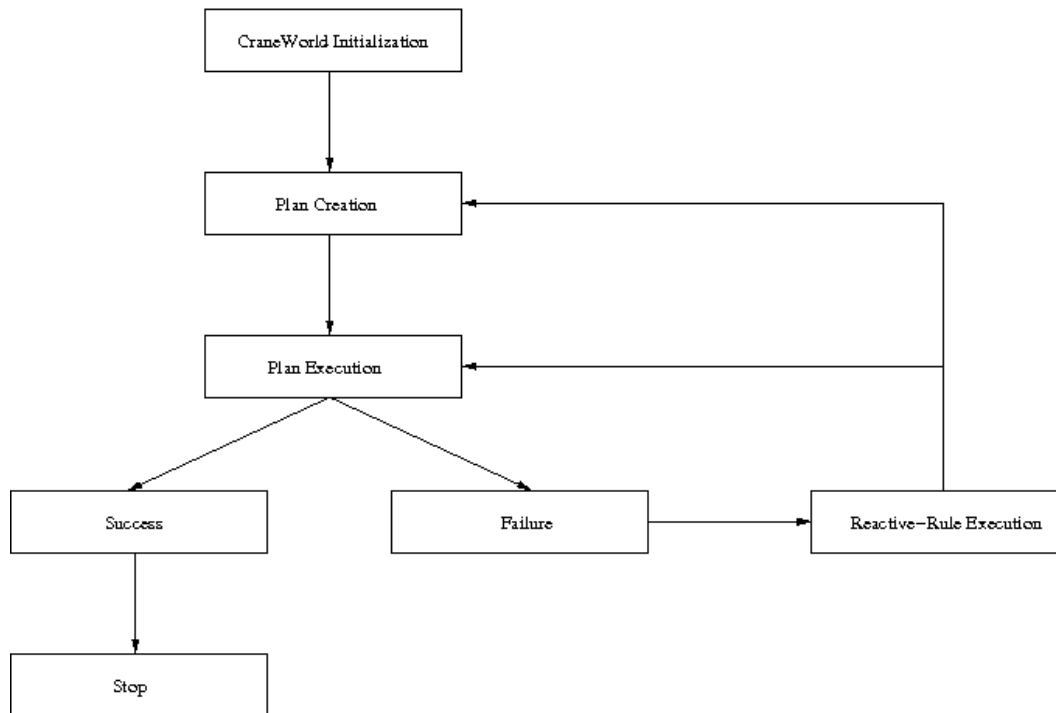 CraneWorld Initialization
Plan Creation
Plan Execution
Success
Failure
Reactive-Rule Execution
Stop